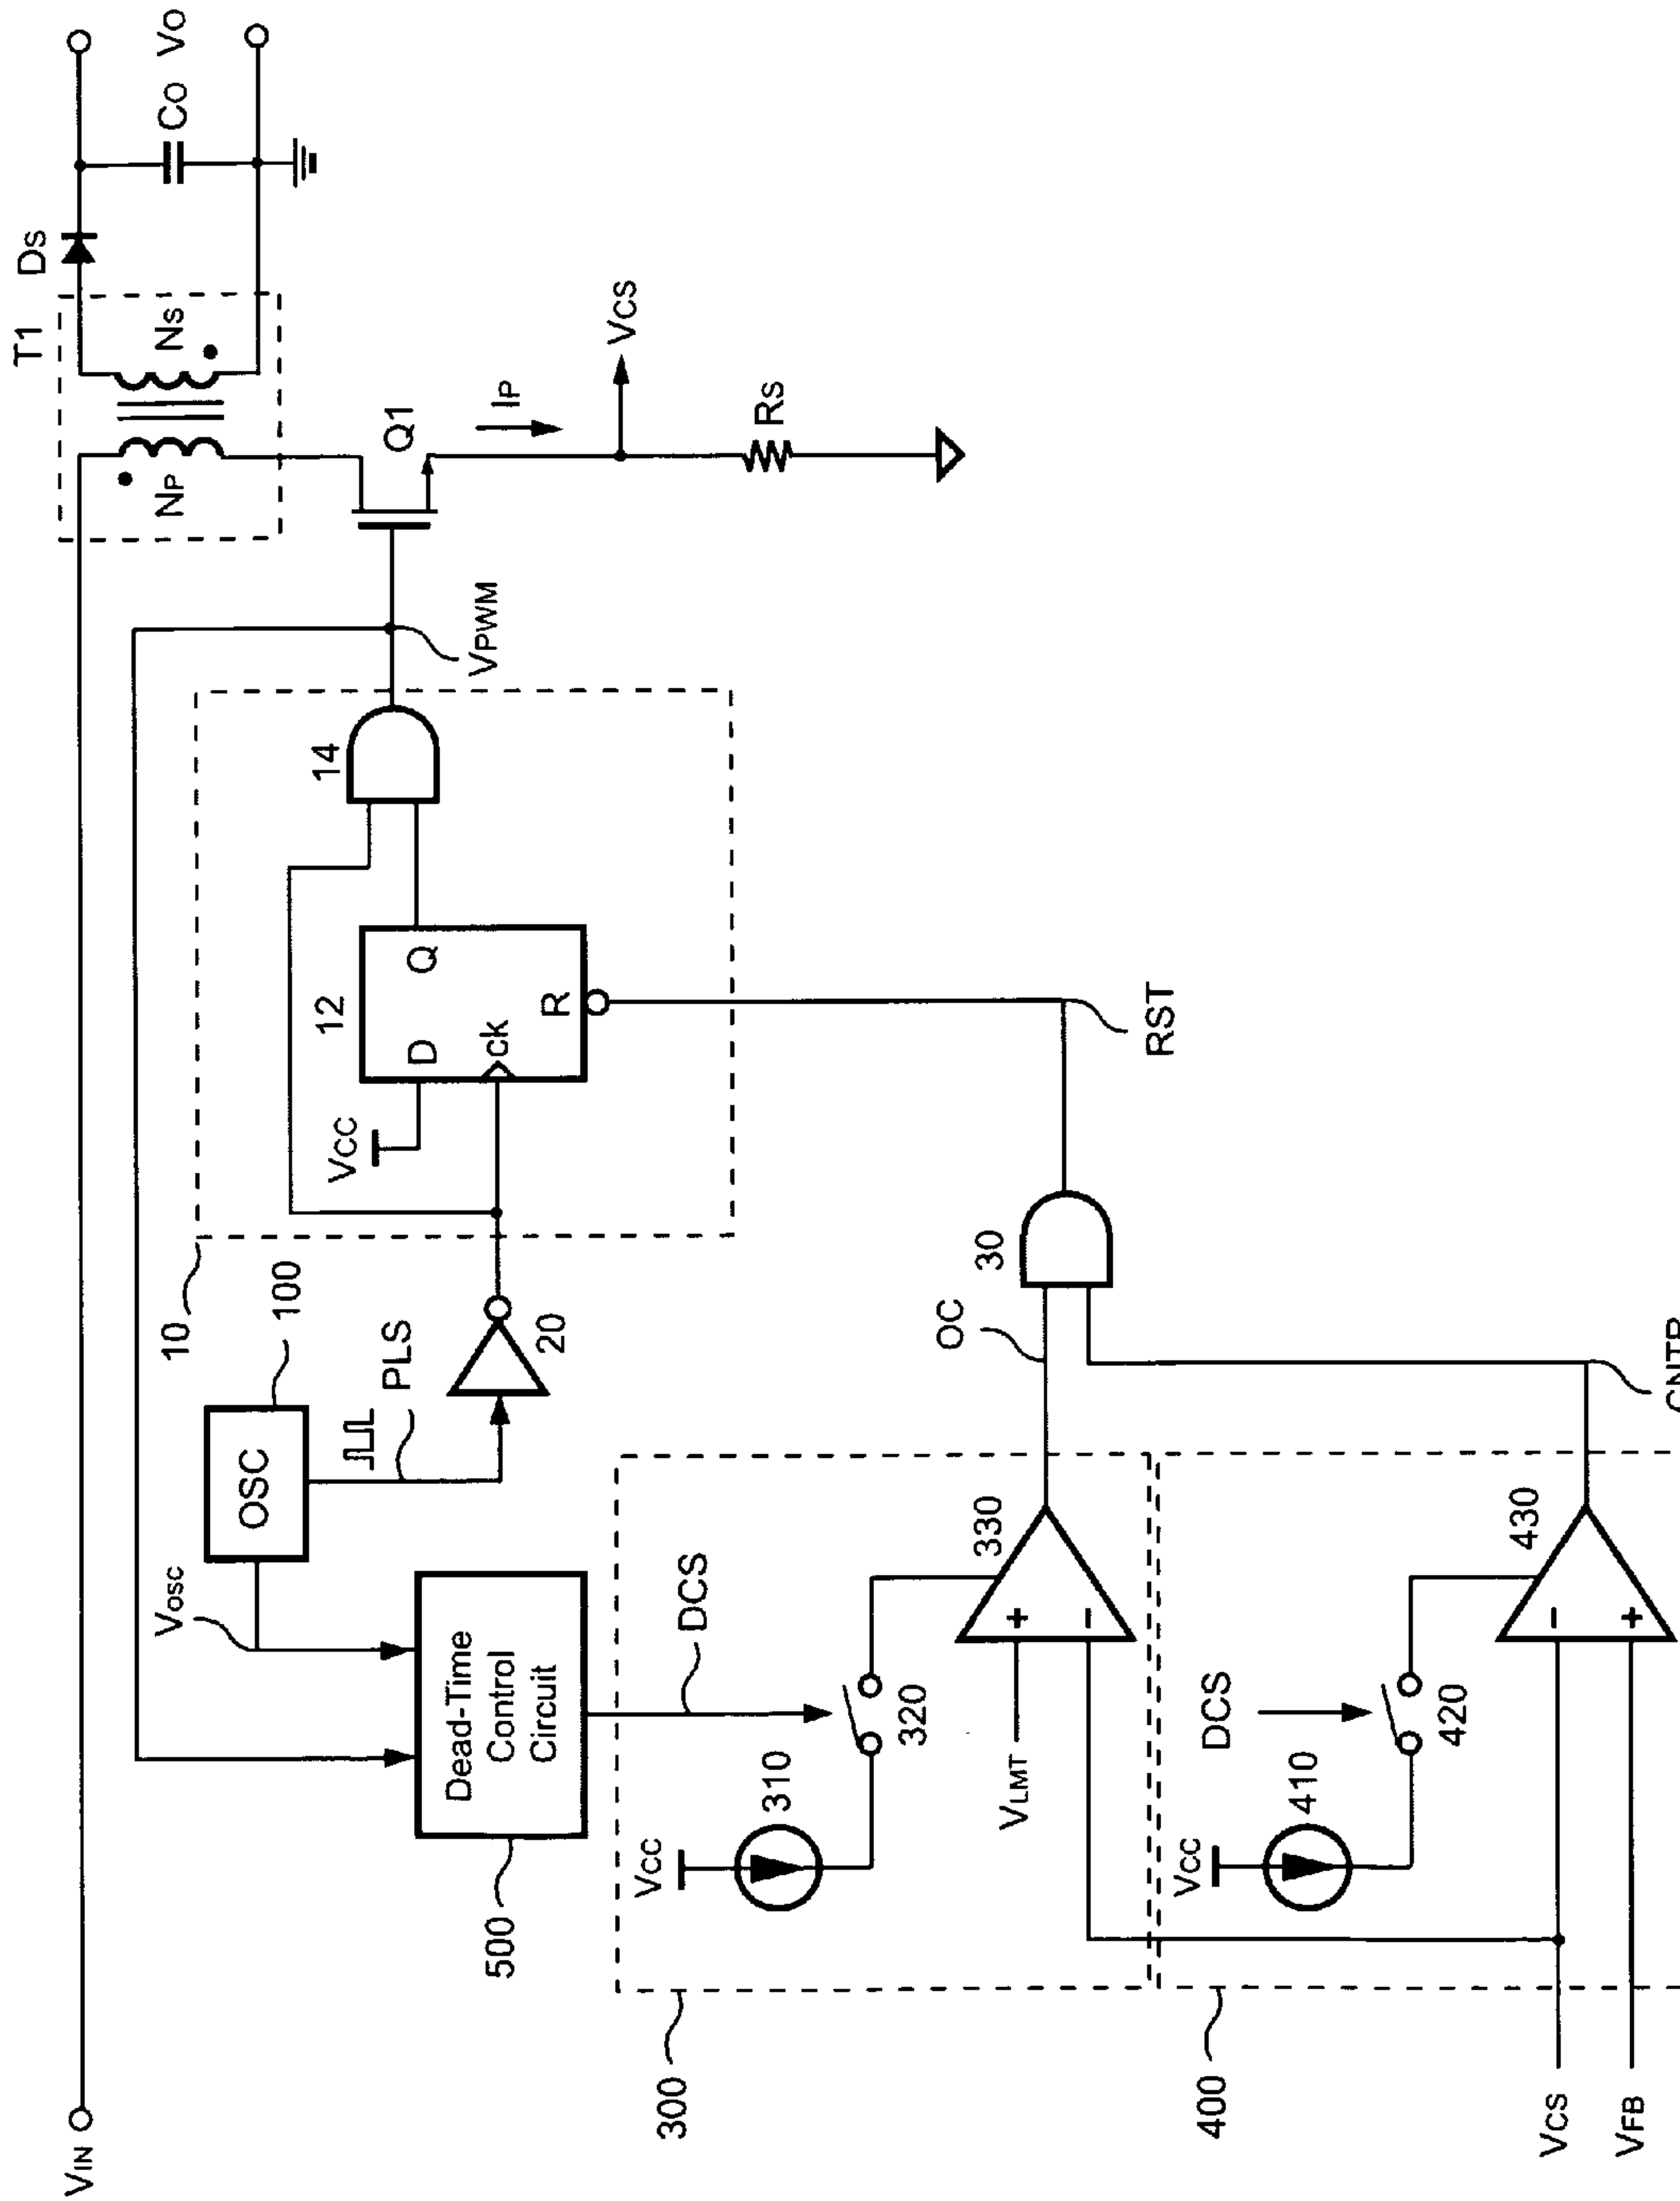 T1
DS
CO
VO
NP
NS
VIN
Q1
IP
VCS
RS
VPWM
10
14
12
D
Q
ck
R
VCC
RST
20
PLS
100
OSC
Vosc
Dead-Time
Control
Circuit
500
DCS
300
VCC
310
320
330
+
-
VLMT
OC
30
400
VCC
410
DCS
420
430
-
+
CNTR
VCS
VFB